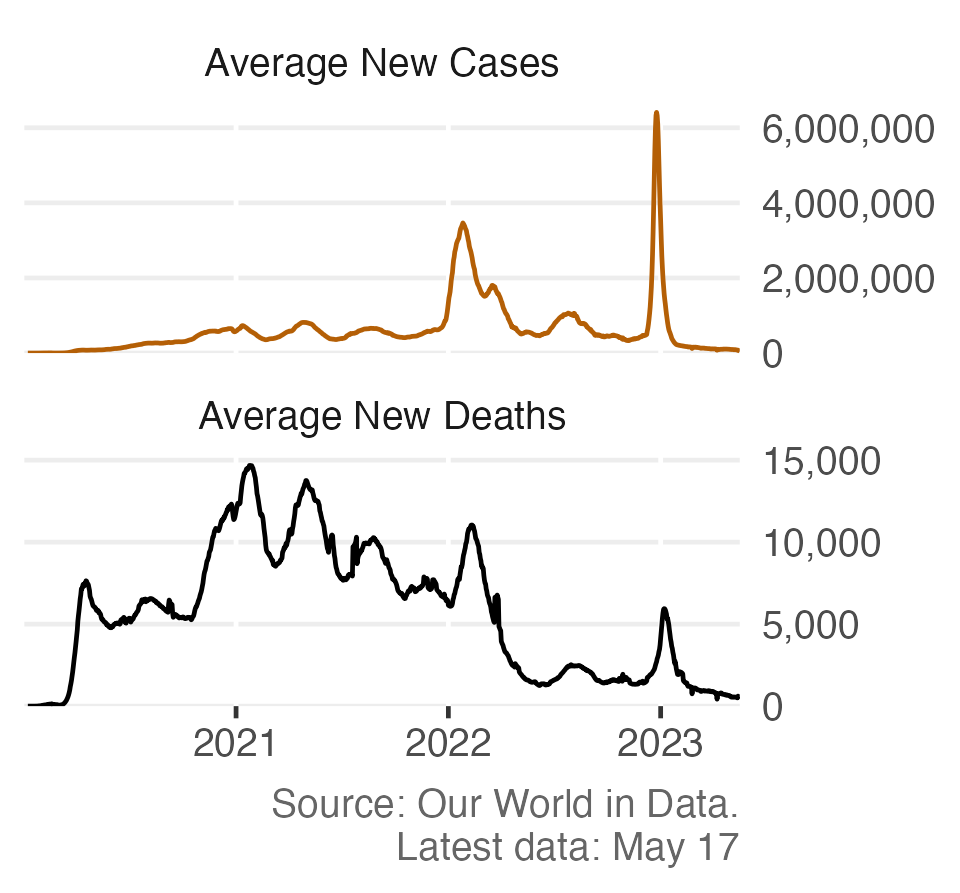 Average New Cases
6,000,000
4,000,000
2,000,000
0
Average New Deaths
15,000
10,000
5,000
0
2021 2022 2023
Source: Our World in Data.
Latest data: May 17